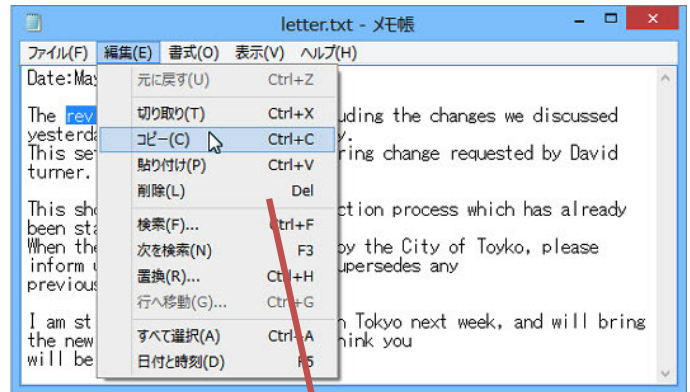 letter.txt - メモ帳
ファイル(F) 編集(E) 書式(O) 表示(V) ヘルプ(H)
Date:May
元に戻す(U) Ctrl+Z
切り取り(T) Ctrl+X
コピー(C) Ctrl+C
貼り付け(P) Ctrl+V
削除(L) Del
検索(F)... Ctrl+F
次を検索(N) F3
置換(R)... Ctrl+H
行へ移動(G)... Ctrl+G
すべて選択(A) Ctrl+A
日付と時刻(D) F5
The rev uding the changes we discussed
yesterda y.
This se ring change requested by David
turner.
This sho ction process which has already
been sta
When the by the City of Toyko, please
inform u upersedes any
previous
I am st n Tokyo next week, and will bring
the new hink you
will be